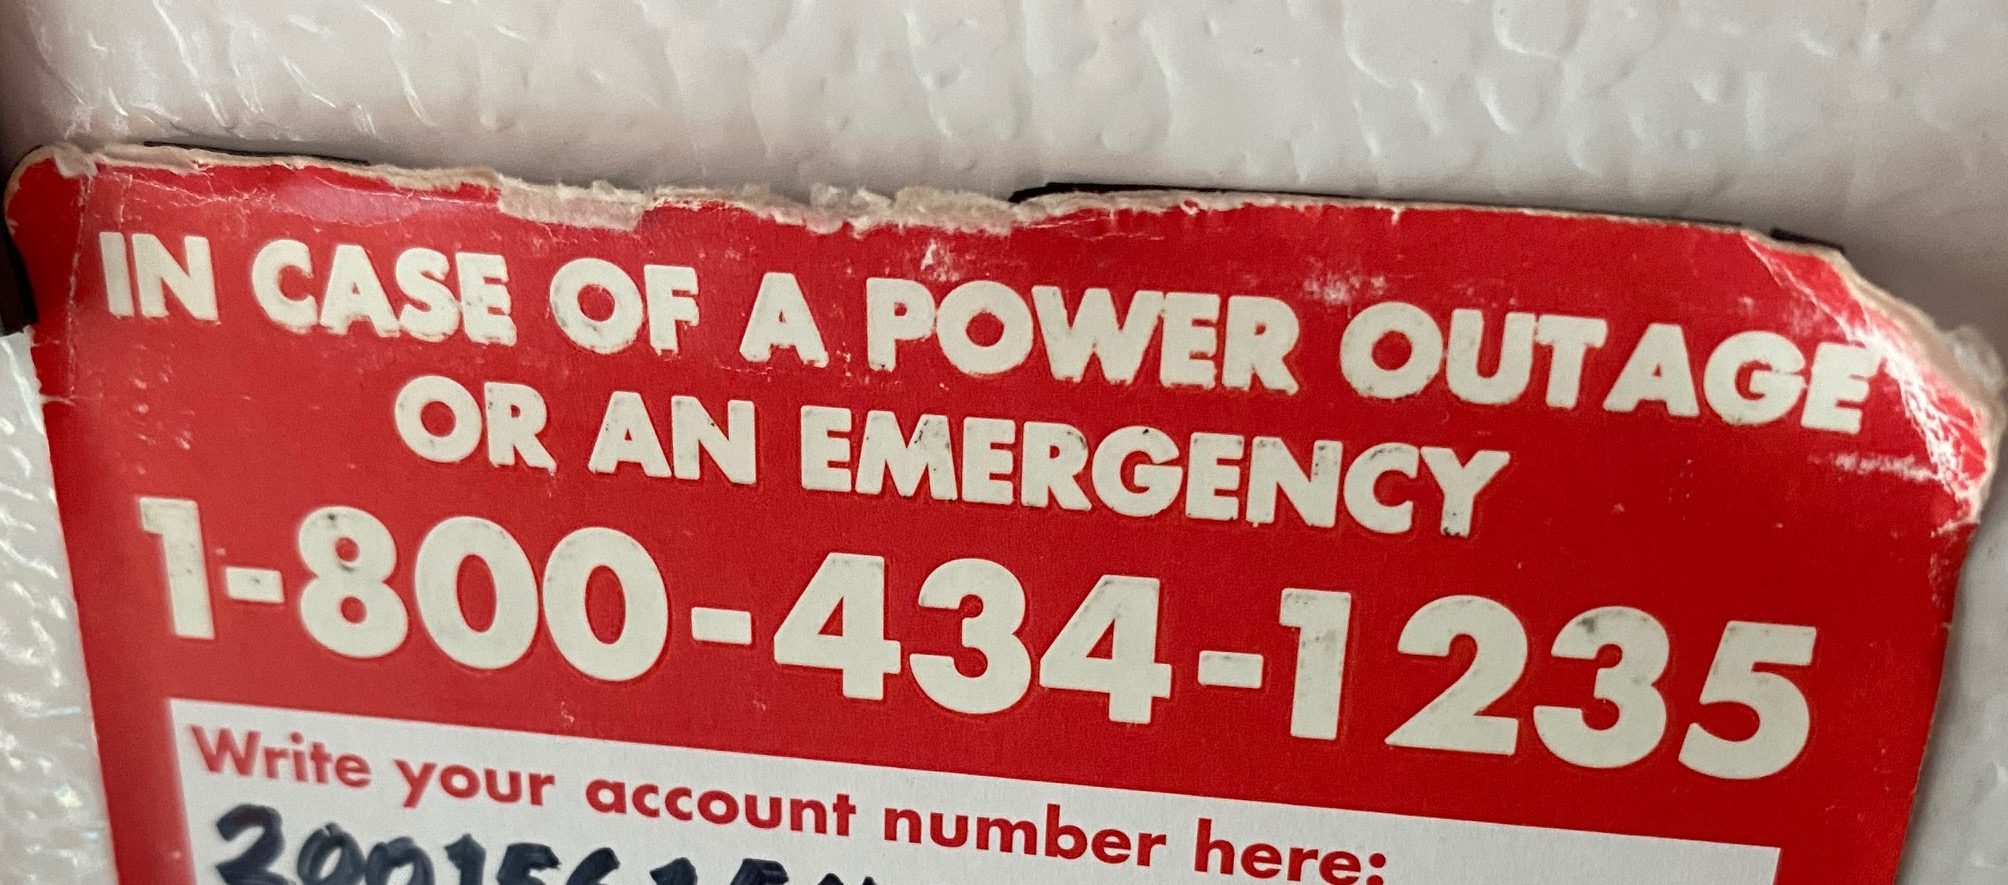 IN CASE OF A POWER OUTAGE
OR AN EMERGENCY
1-800-434-1235
Write your account number here: